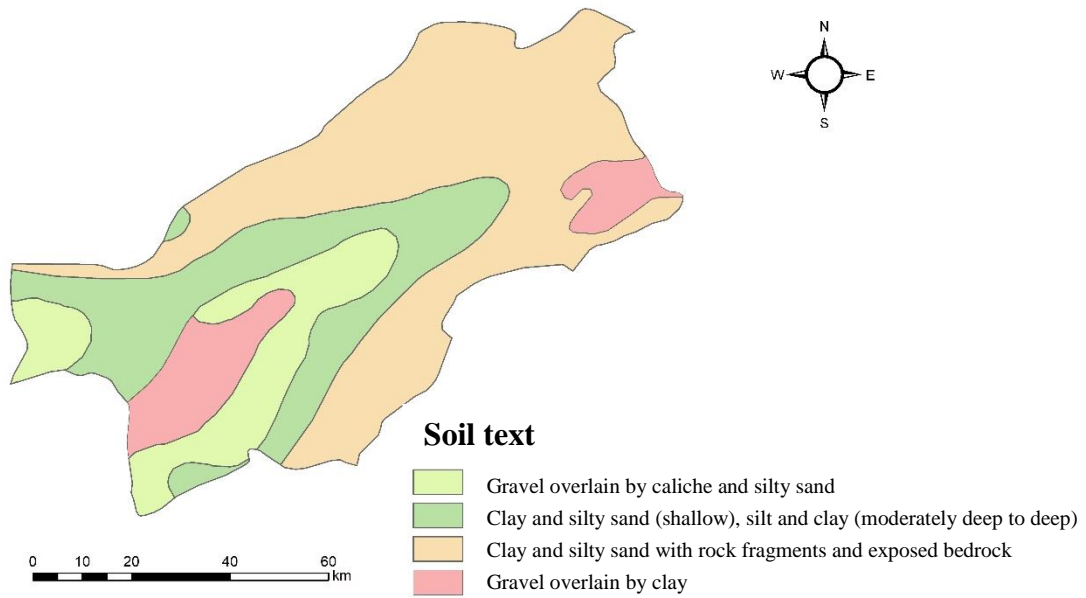 N
W E
S
Soil text
Gravel overlain by caliche and silty sand
Clay and silty sand (shallow), silt and clay (moderately deep to deep)
Clay and silty sand with rock fragments and exposed bedrock
Gravel overlain by clay
0 10 20 40 60
km